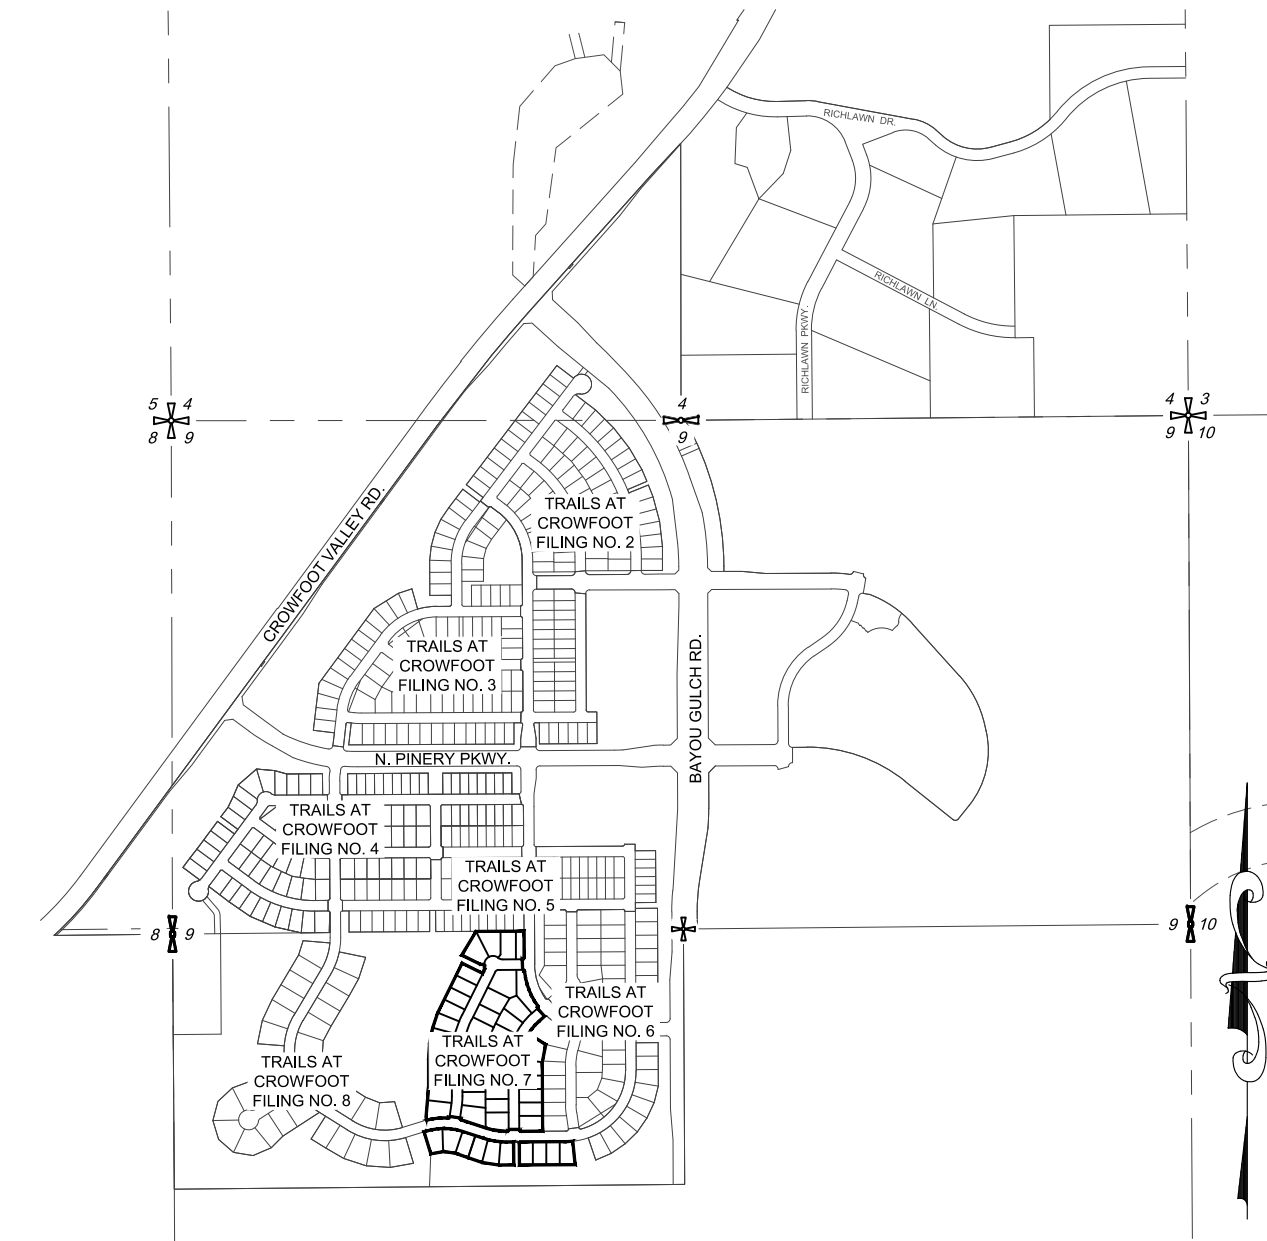 RICHLAWN DR.
RICHLAWN LN.
RICHLAWN PKWY.
5 4
8 9
4
9
4 3
9 10
TRAILS AT
CROWFOOT
FILING NO. 2
CROWFOOT VALLEY RD.
TRAILS AT
CROWFOOT
FILING NO. 3
BAYOU GULCH RD.
N. PINERY PKWY.
TRAILS AT
CROWFOOT
FILING NO. 4
TRAILS AT
CROWFOOT
FILING NO. 5
8 9
9 10
TRAILS AT
CROWFOOT
FILING NO. 6
TRAILS AT
CROWFOOT
FILING NO. 7
TRAILS AT
CROWFOOT
FILING NO. 8